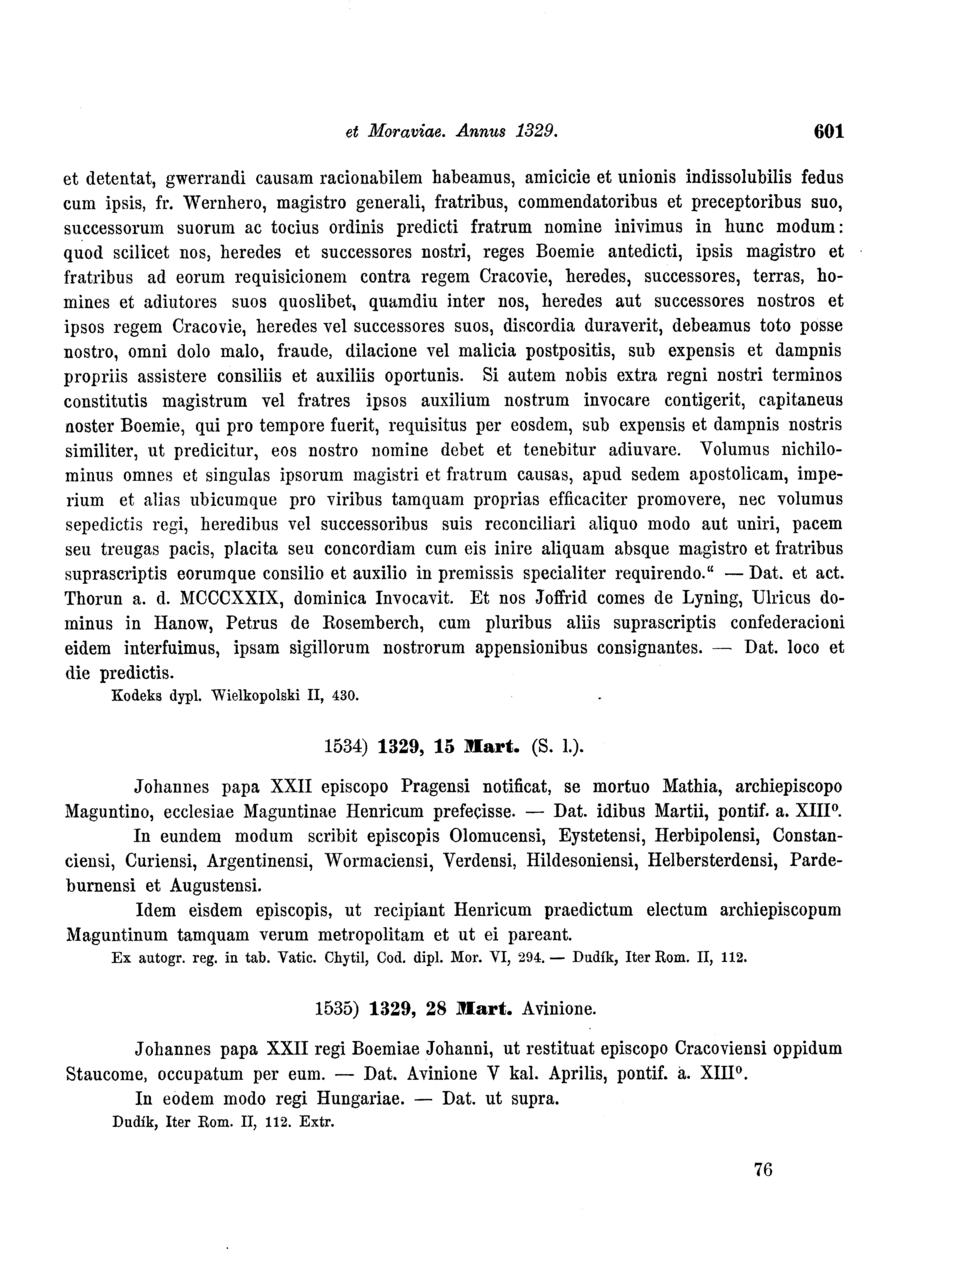 et Moraviae. Annus 1329. 601
et detentat, gwerrandi causam racionabilem habeamus, amicicie et unionis indissolubilis fedus
cum ipsis, fr. Wernhero, magistro generali, fratribus, commendatoribus et preceptoribus suo,
successorum suorum ac tocius ordinis predicti fratrum nomine inivimus in hunc modum:
quod scilicet nos, heredes et successores nostri, reges Boemie antedicti, ipsis magistro et
fratribus ad eorum requisicionem contra regem Cracovie, heredes, successores, terras, ho-
mines et adiutores suos quoslibet, quamdiu inter nos, heredes aut successores nostros et
ipsos regem Cracovie, heredes vel successores suos, discordia duraverit, debeamus toto posse
nostro, omni dolo malo, fraude, dilacione vel malicia postpositis, sub expensis et dampnis
propriis assistere consiliis et auxiliis oportunis. Si autem nobis extra regni nostri terminos
constitutis magistrum vel fratres ipsos auxilium nostrum invocare contigerit, capitaneus
noster Boemie, qui pro tempore fuerit, requisitus per eosdem, sub expensis et dampnis nostris
similiter, ut predicitur, eos nostro nomine debet et tenebitur adiuvare. Volumus nichilo-
minus omnes et singulas ipsorum magistri et fratrum causas, apud sedem apostolicam, impe-
rium et alias ubicumque pro viribus tamquam proprias efficaciter promovere, nec volumus
sepedictis regi, heredibus vel successoribus suis reconciliari aliquo modo aut uniri, pacem
seu treugas pacis, placita seu concordiam cum eis inire aliquam absque magistro et fratribus
suprascriptis eorumque consilio et auxilio in premissis specialiter requirendo.“ — Dat. et act.
Thorun a. d. MCCCXXIX, dominica Invocavit. Et nos Joffrid comes de Lyning, Ulricus do-
minus in Hanow, Petrus de Rosemberch, cum pluribus aliis suprascriptis confederacioni
eidem interfuimus, ipsam sigillorum nostrorum appensionibus consignantes. — Dat. loco et
die predictis.
Kodeks dypl. Wielkopolski II, 430.
1534) 1329, 15 Mart. (S. l.).
Johannes papa XXII episcopo Pragensi notificat, se mortuo Mathia, archiepiscopo
Maguntino, ecclesiae Maguntinae Henricum prefeçisse. — Dat. idibus Martii, pontif. a. XIIIº.
In eundem modum scribit episcopis Olomucensi, Eystetensi, Herbipolensi, Constan-
ciensi, Curiensi, Argentinensi, Wormaciensi, Verdensi, Hildesoniensi, Helbersterdensi, Parde-
burnensi et Augustensi.
Idem eisdem episcopis, ut recipiant Henricum praedictum electum archiepiscopum
Maguntinum tamquam verum metropolitam et ut ei pareant.
Ex autogr. reg. in tab. Vatic. Chytil, Cod. dipl. Mor. VI, 294. — Dudík, Iter Rom. II, 112.
1535) 1329, 28 Mart. Avinione.
Johannes papa XXII regi Boemiae Johanni, ut restituat episcopo Cracoviensi oppidum
Staucome, occupatum per eum. — Dat. Avinione V kal. Aprilis, pontif. a. XIIIº.
In eodem modo regi Hungariae. — Dat. ut supra.
Dudík, Iter Rom. II, 112. Extr.
76